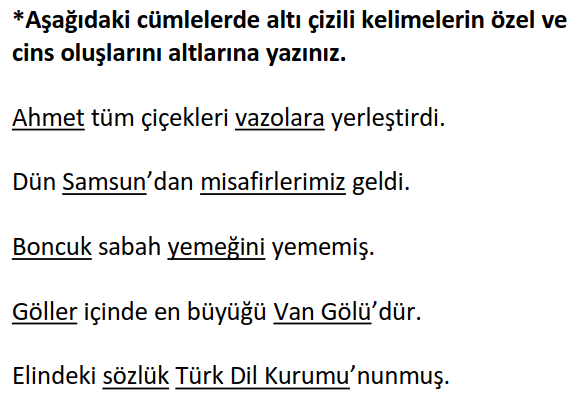 *Aşağıdaki cümlelerde altı çizili kelimelerin özel ve
cins oluşlarını altlarına yazınız.
Ahmet tüm çiçekleri vazolara yerleştirdi.
Dün Samsun’dan misafirlerimiz geldi.
Boncuk sabah yemeğini yememiş.
Göller içinde en büyüğü Van Gölü’dür.
Elindeki sözlük Türk Dil Kurumu’nunmuş.